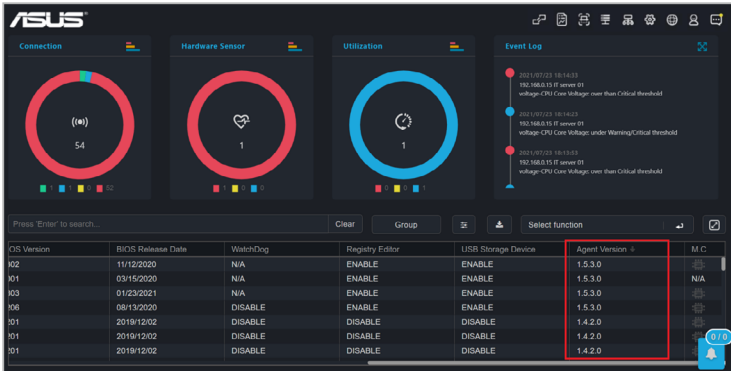 ASUS
Connection
Hardware Sensor
Utilization
Event Log
54
1
1
1 1 0 52
1 0 0
0 0 1
2021/07/23 18:14:33
192.168.0.15 IT server 01
voltage-CPU Core Voltage: over than Critical threshold
2021/07/23 18:14:23
192.168.0.15 IT server 01
voltage-CPU Core Voltage: under Warning/Critical threshold
2021/07/23 18:13:53
192.168.0.15 IT server 01
voltage-CPU Core Voltage: over than Critical threshold
Press 'Enter' to search... Clear Group Select function
OS Version BIOS Release Date WatchDog Registry Editor USB Storage Device Agent Version M.C
02 11/12/2020 N/A ENABLE ENABLE 1.5.3.0
01 03/15/2020 N/A ENABLE ENABLE 1.5.3.0 N/A
03 01/23/2021 N/A ENABLE ENABLE 1.5.3.0
206 08/13/2020 DISABLE ENABLE ENABLE 1.5.3.0
201 2019/12/02 DISABLE DISABLE DISABLE 1.4.2.0
201 2019/12/02 DISABLE DISABLE DISABLE 1.4.2.0
201 2019/12/02 DISABLE DISABLE DISABLE 1.4.2.0
0 / 0